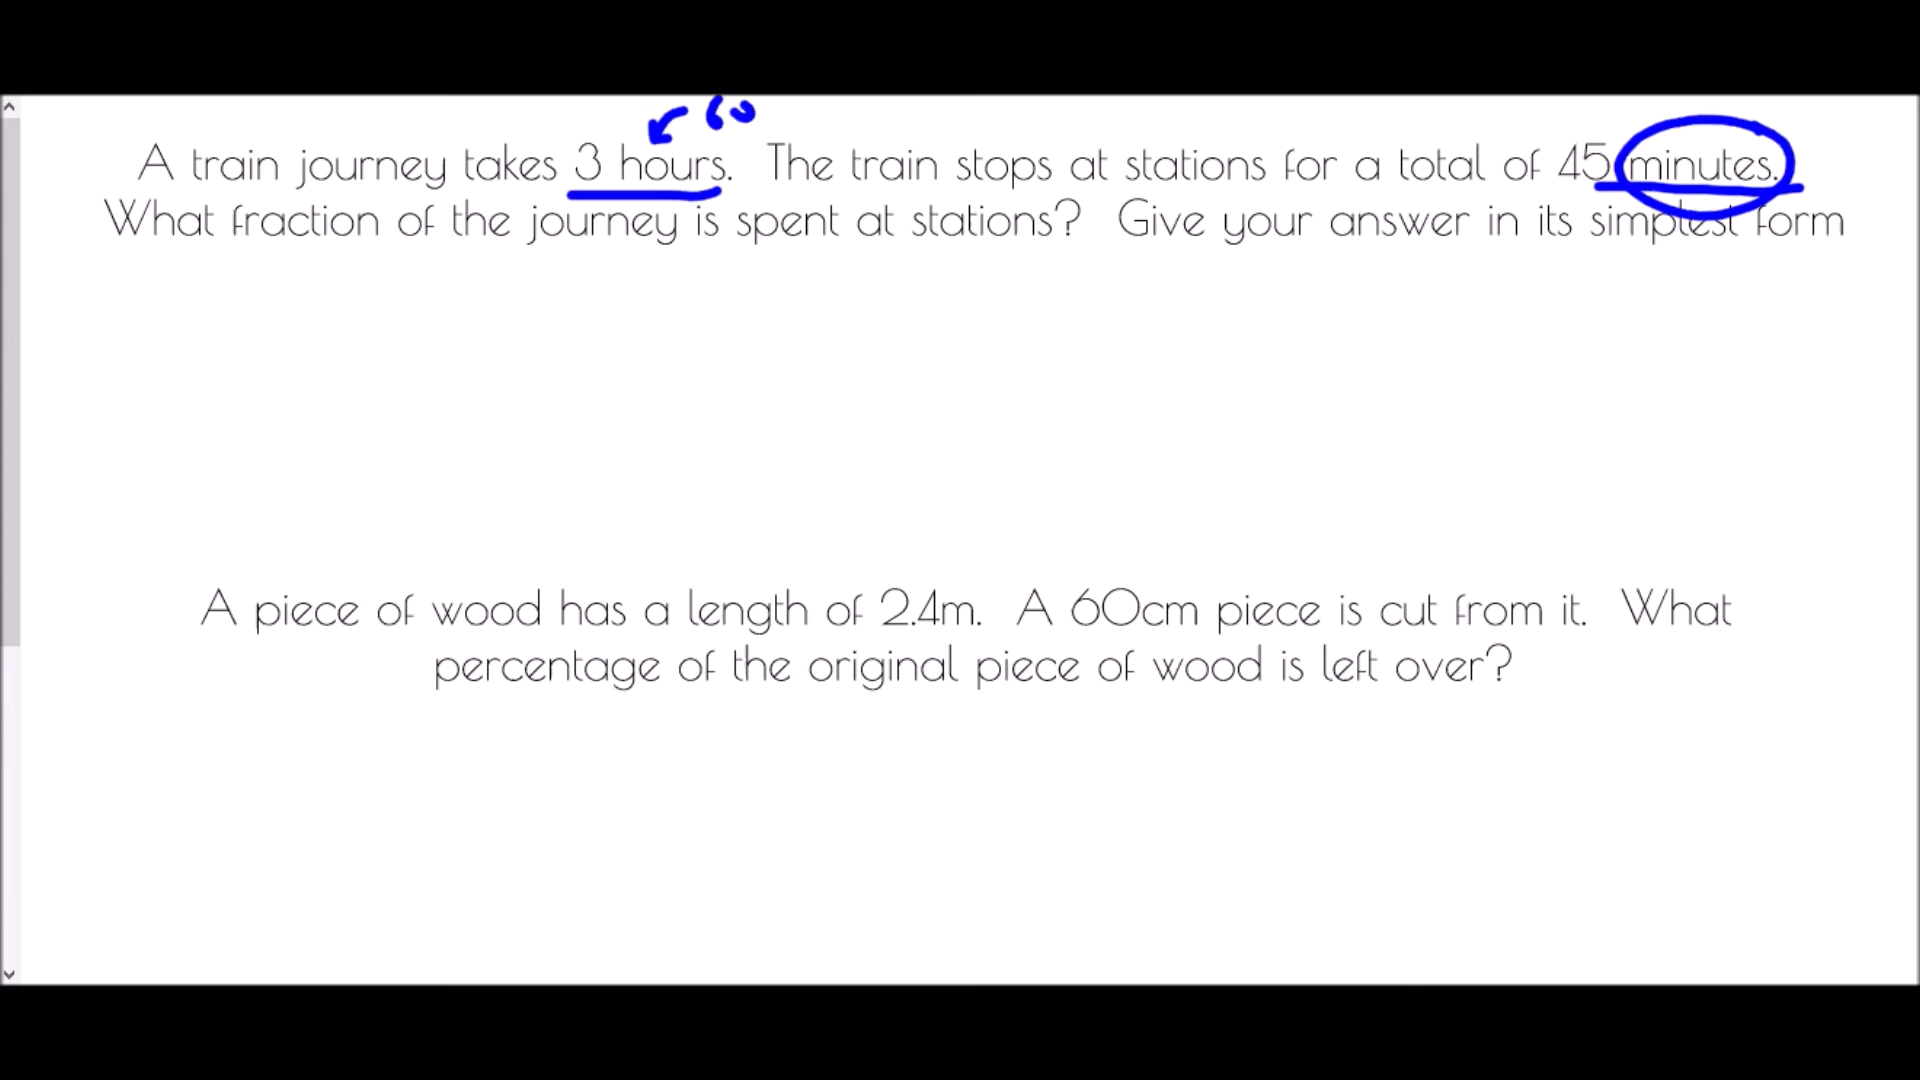 60
A train journey takes 3 hours. The train stops at stations for a total of 45 minutes.
What fraction of the journey is spent at stations? Give your answer in its simplest form
A piece of wood has a length of 2.4m. A 60cm piece is cut from it. What
percentage of the original piece of wood is left over?